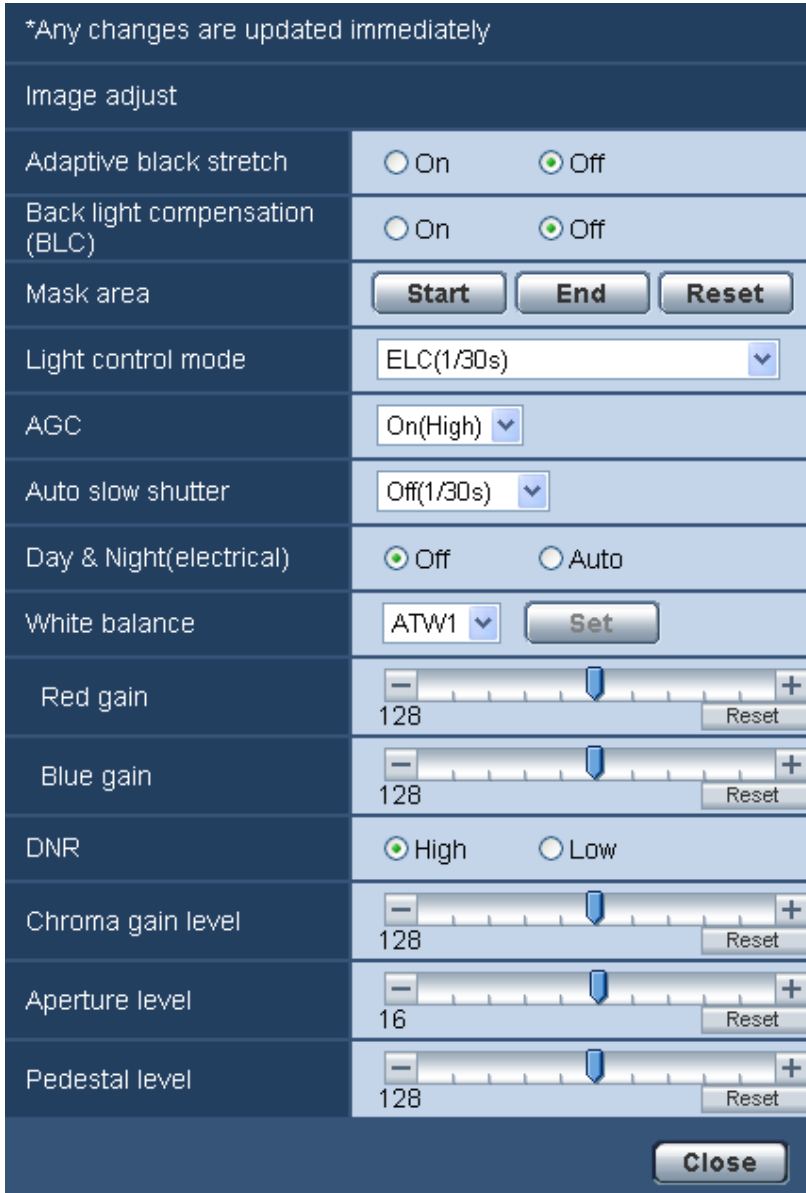 *Any changes are updated immediately
Image adjust
Adaptive black stretch On Off
Back light compensation
(BLC) On Off
Mask area Start End Reset
Light control mode ELC(1/30s)
AGC On(High)
Auto slow shutter Off(1/30s)
Day & Night(electrical) Off Auto
White balance ATW1 Set
Red gain 128 Reset
Blue gain 128 Reset
DNR High Low
Chroma gain level 128 Reset
Aperture level 16 Reset
Pedestal level 128 Reset
Close